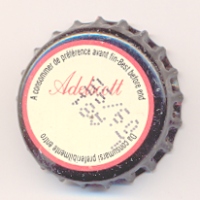 A consommer de préférence avant fin-Best before end
Adelscott
Da consumarsi preferibilmente entro